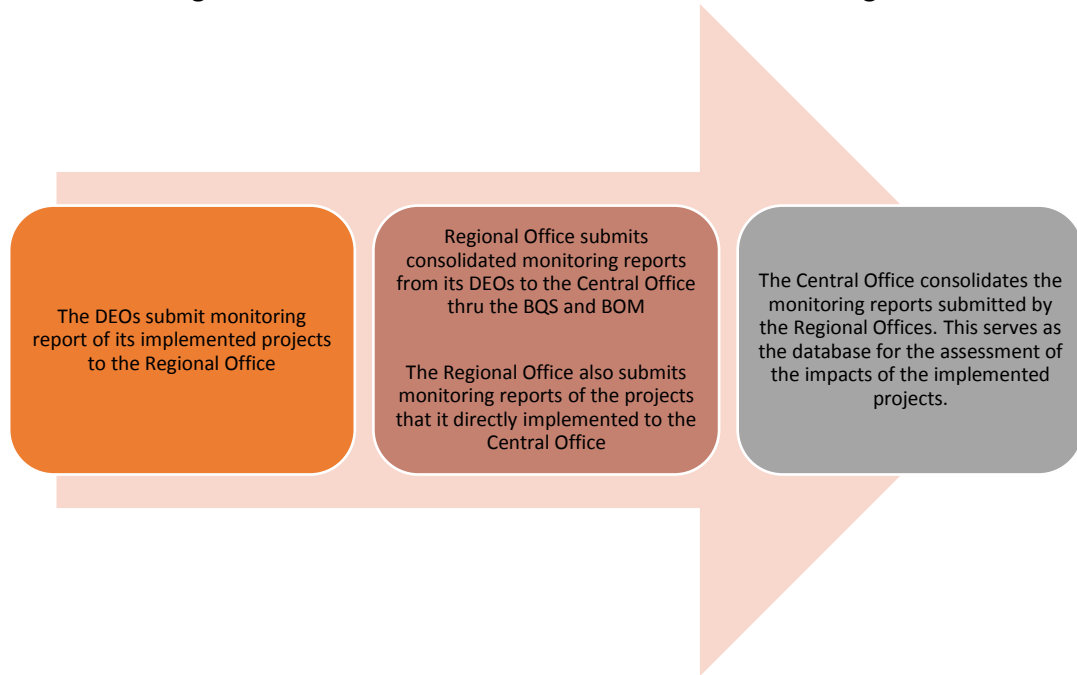 The DEOs submit monitoring
report of its implemented projects
to the Regional Office
Regional Office submits
consolidated monitoring reports
from its DEOs to the Central Office
thru the BQS and BOM
The Regional Office also submits
monitoring reports of the projects
that it directly implemented to the
Central Office
The Central Office consolidates the
monitoring reports submitted by
the Regional Offices. This serves as
the database for the assessment of
the impacts of the implemented
projects.